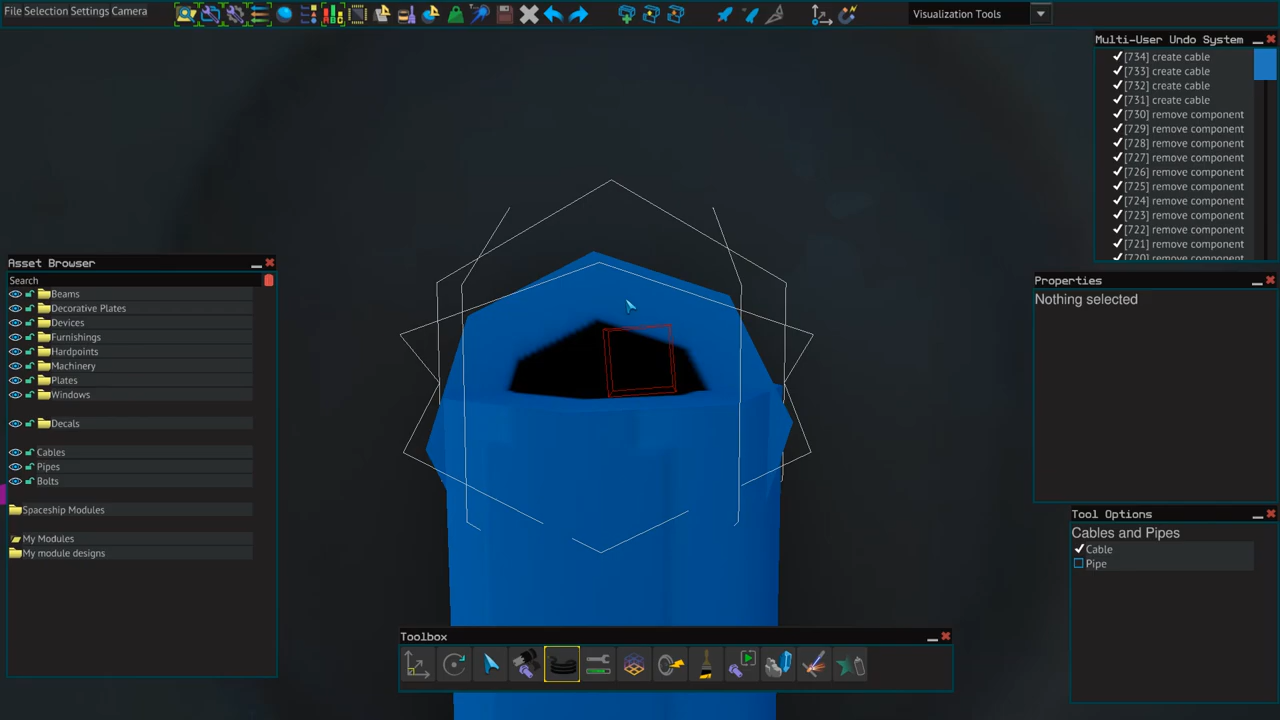 File Selection Settings Camera
Visualization Tools
Multi-User Undo System
[734] create cable
[733] create cable
[732] create cable
[731] create cable
[730] remove component
[729] remove component
[728] remove component
[727] remove component
[726] remove component
[725] remove component
[724] remove component
[723] remove component
[722] remove component
[721] remove component
[720] remove component
Asset Browser
Search
Beams
Decorative Plates
Devices
Furnishings
Hardpoints
Machinery
Plates
Windows
Decals
Cables
Pipes
Bolts
Spaceship Modules
My Modules
My module designs
Properties
Nothing selected
Tool Options
Cables and Pipes
Cable
Pipe
Toolbox